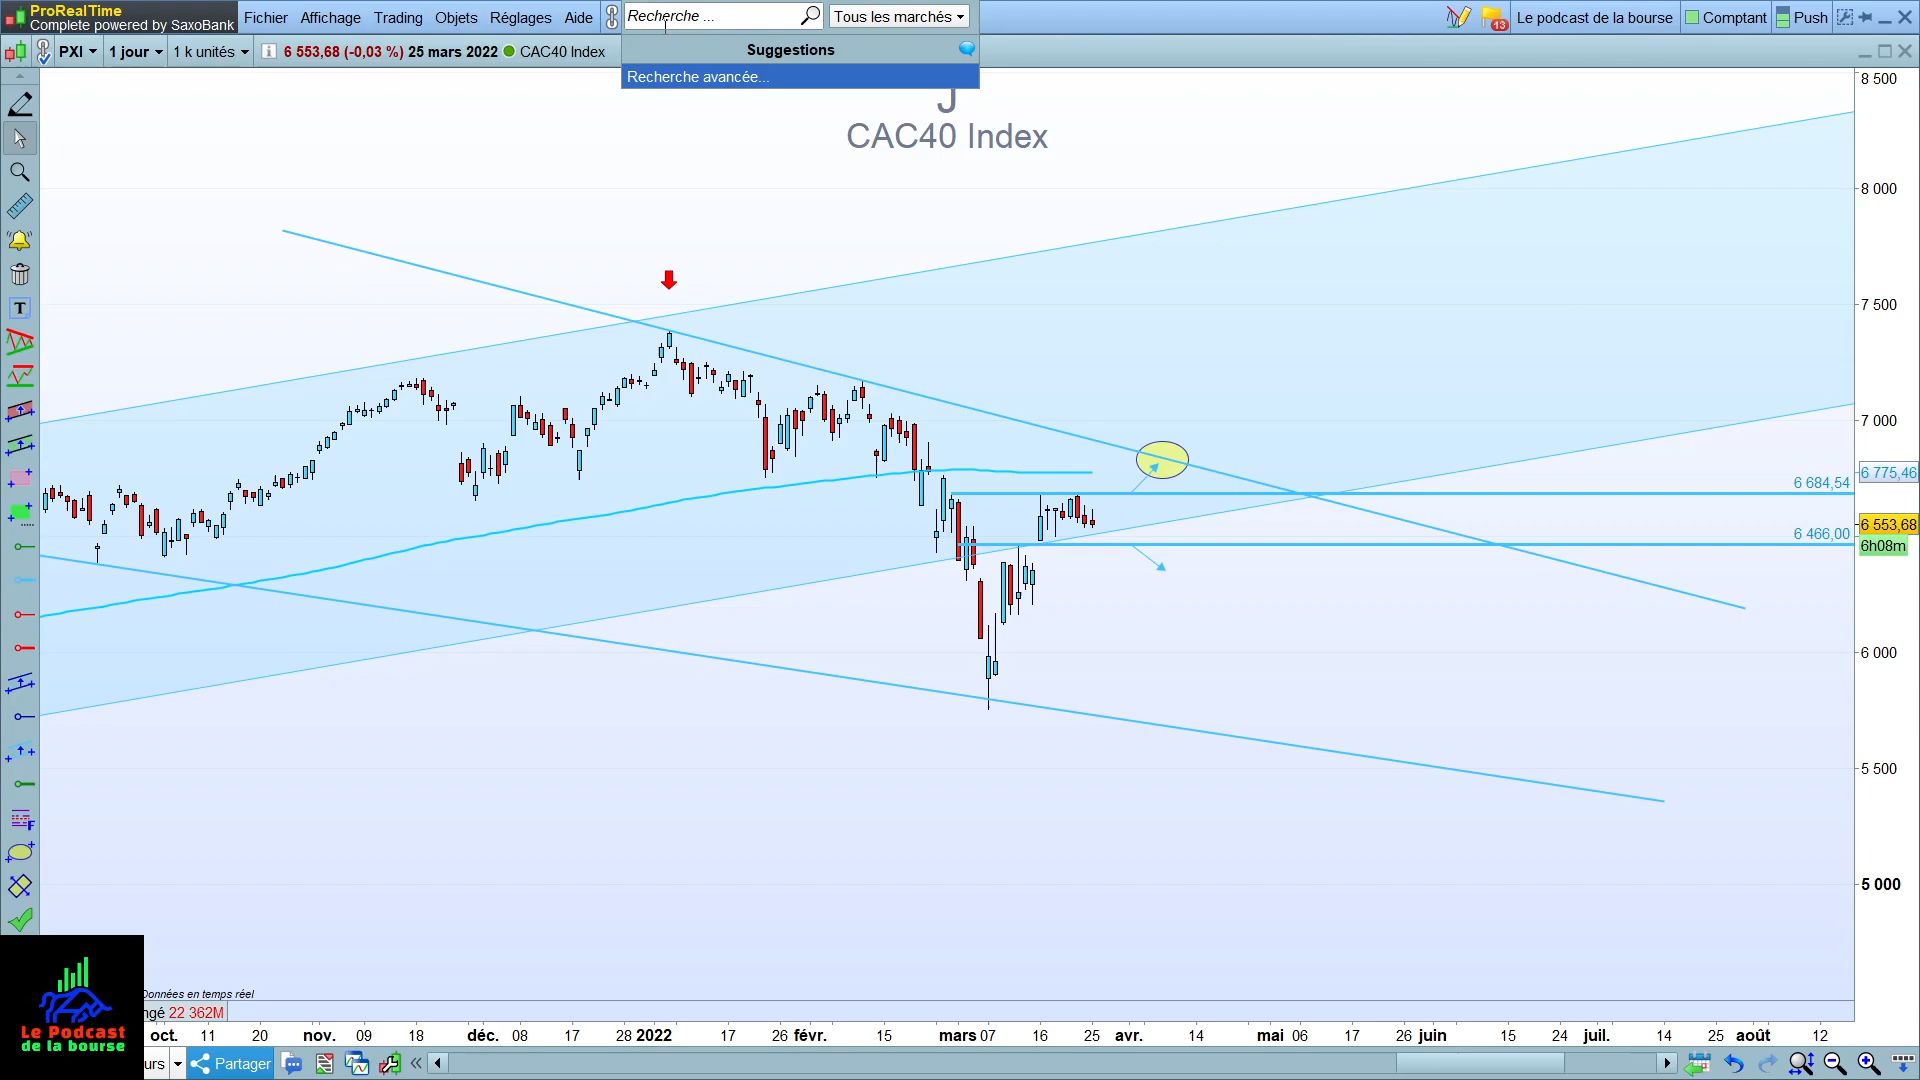 ProRealTime
Complete powered by SaxoBank
Fichier Affichage Trading Objets Réglages Aide
Recherche ...
Tous les marchés
13
Le podcast de la bourse
Comptant
Push
PXI 1 jour 1 k unités
6 553,68 (-0,03 %) 25 mars 2022 CAC40 Index
Suggestions
Recherche avancée...
J
CAC40 Index
8 500
8 000
7 500
7 000
6 775,46
6 684,54
6 553,68
6 466,00
6h08m
6 000
5 500
5 000
T
F
Données en temps réel
ngé 22 362M
Le Podcast
de la bourse
oct. 11 20 nov. 09 18 déc. 08 17 28 2022 17 26 févr. 15 mars 07 16 25 avr. 14 mai 06 17 26 juin 15 24 juil. 14 25 août 12
urs
Partager